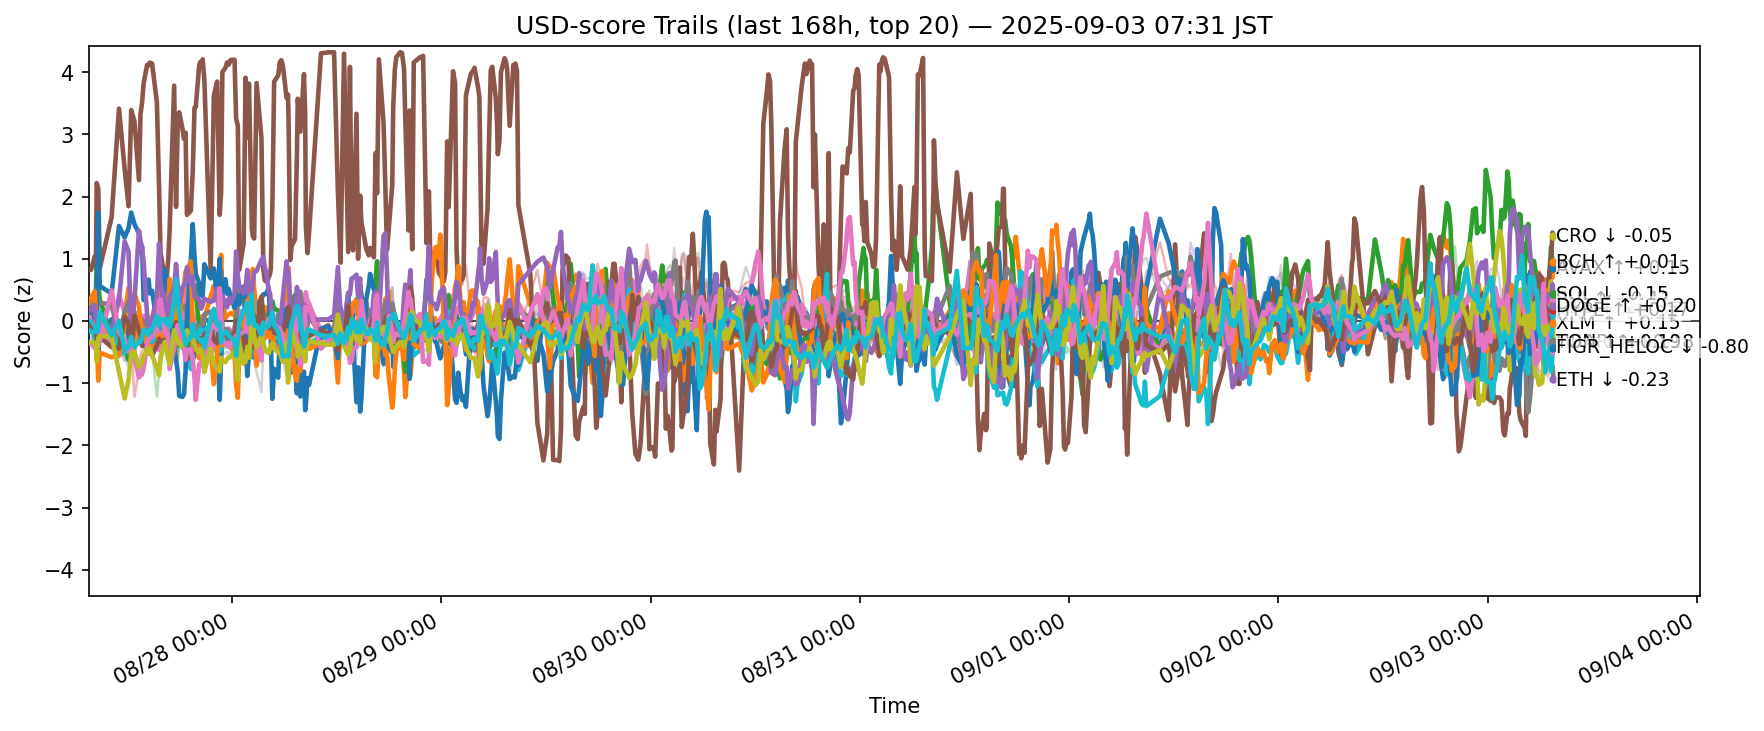 USD-score Trails (last 168h, top 20) — 2025-09-03 07:31 JST
Score (z)
4
3
2
1
0
−1
−2
−3
−4
CRO ↓ -0.05
BCH ↑ +0.01
AVAX ↑ +0.15
SOL -0.15
DOGE ↑ +0.20
XLM ↑ +0.15
FIGR_HELOC ↓ -0.80
ETH ↓ -0.23
08/28 00:00
08/29 00:00
08/30 00:00
08/31 00:00
09/01 00:00
09/02 00:00
09/03 00:00
09/04 00:00
Time